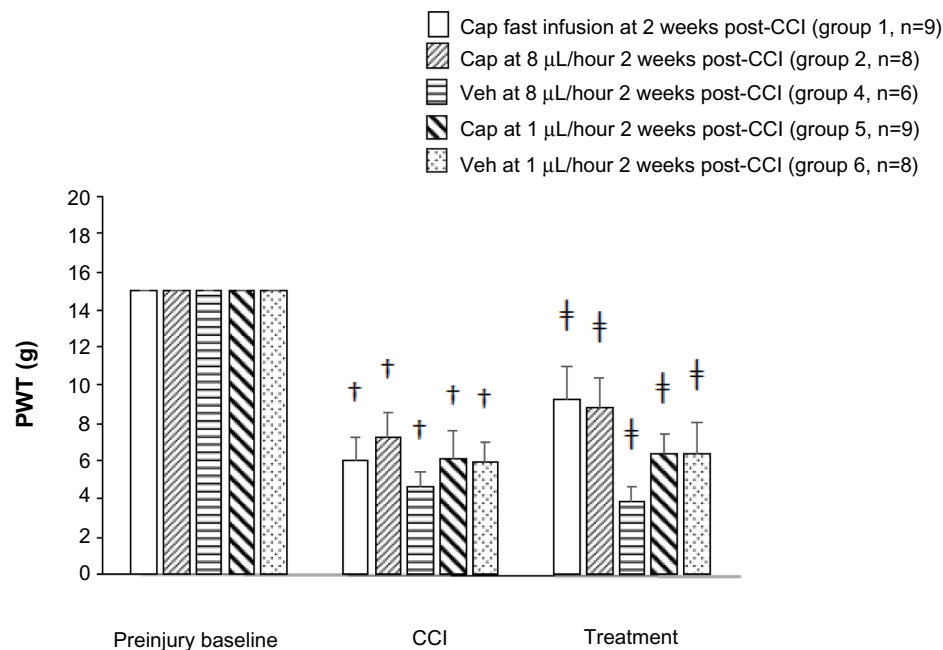 Cap fast infusion at 2 weeks post-CCI (group 1, n=9)
Cap at 8 μL/hour 2 weeks post-CCI (group 2, n=8)
Veh at 8 μL/hour 2 weeks post-CCI (group 4, n=6)
Cap at 1 μL/hour 2 weeks post-CCI (group 5, n=9)
Veh at 1 μL/hour 2 weeks post-CCI (group 6, n=8)
PWT (g)
20
18
16
14
12
10
8
6
4
2
0
† † † † †
ǂ ǂ ǂ ǂ ǂ
Preinjury baseline CCI Treatment